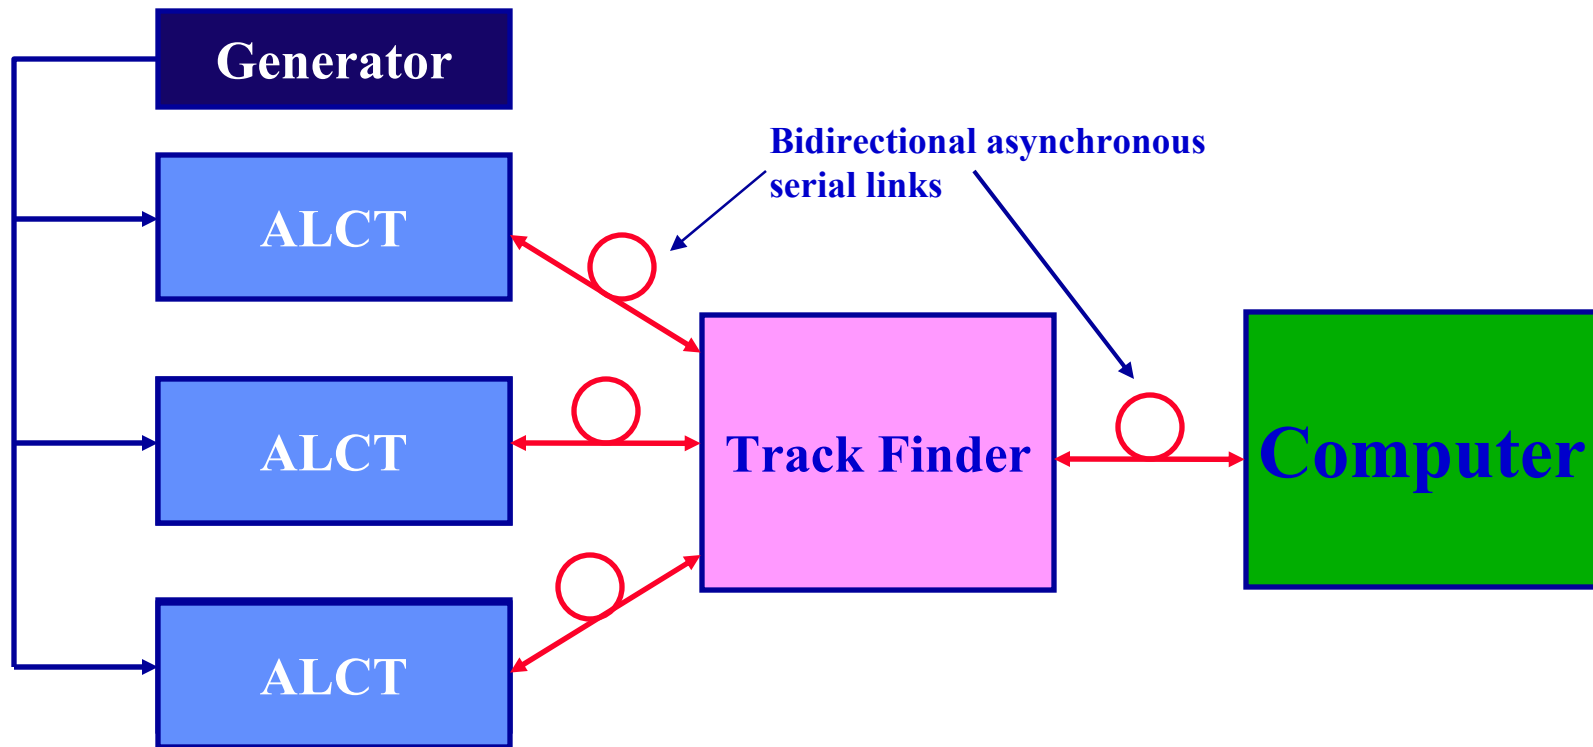 Generator
Bidirectional asynchronous
serial links
ALCT
ALCT
Track Finder
Computer
ALCT